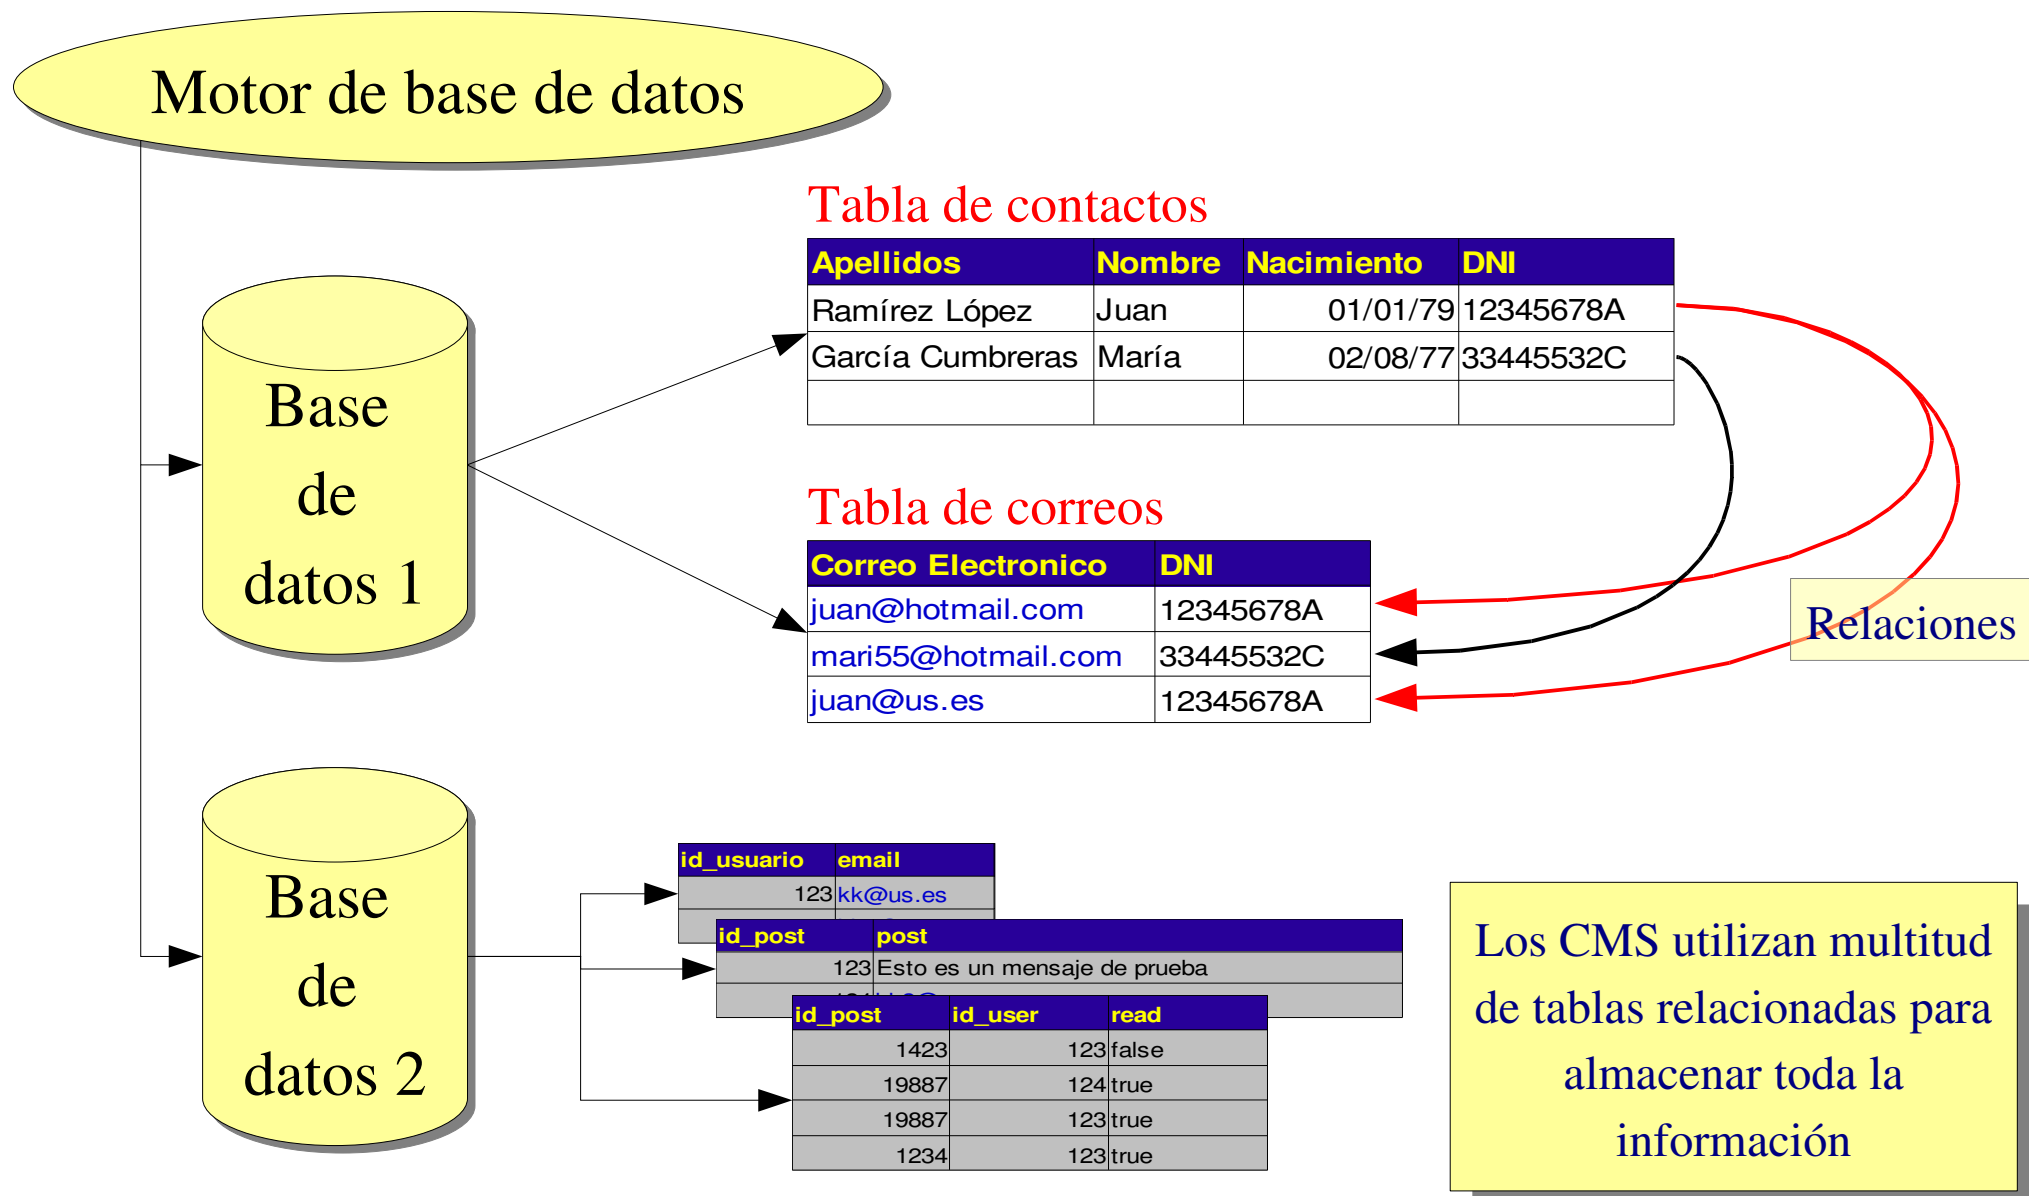 Motor de base de datos
Tabla de contactos
Apellidos Nombre Nacimiento DNI
Ramírez López Juan 01/01/79 12345678A
García Cumbreras María 02/08/77 33445532C
Base
de
datos 1
Tabla de correos
Correo Electronico DNI
juan@hotmail.com 12345678A
mari55@hotmail.com 33445532C
juan@us.es 12345678A
Relaciones
Base
de
datos 2
id_usuario email
123 kk@us.es
id_post post
123 Esto es un mensaje de prueba
id_post id_user read
1423 123 false
19887 124 true
19887 123 true
1234 123 true
Los CMS utilizan multitud
de tablas relacionadas para
almacenar toda la
información